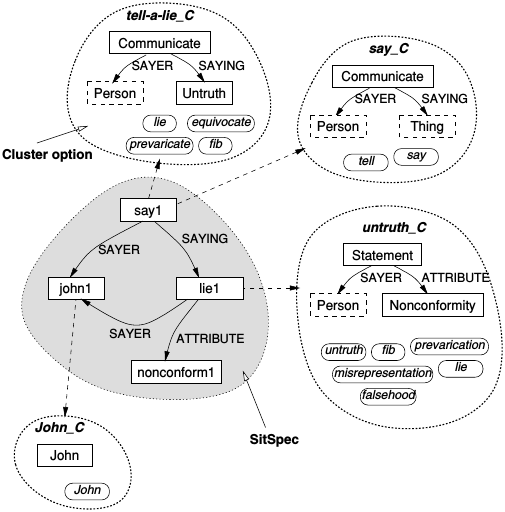 tell-a-lie_C
Communicate
SAYER SAYING
Person Untruth
lie equivocate
prevaricate fib
Cluster option
say_C
Communicate
SAYER SAYING
Person Thing
tell say
say1
SAYER SAYING
john1 lie1
SAYER ATTRIBUTE
nonconform1
SitSpec
untruth_C
Statement
SAYER ATTRIBUTE
Person Nonconformity
untruth fib prevarication
misrepresentation lie
falsehood
John_C
John
John